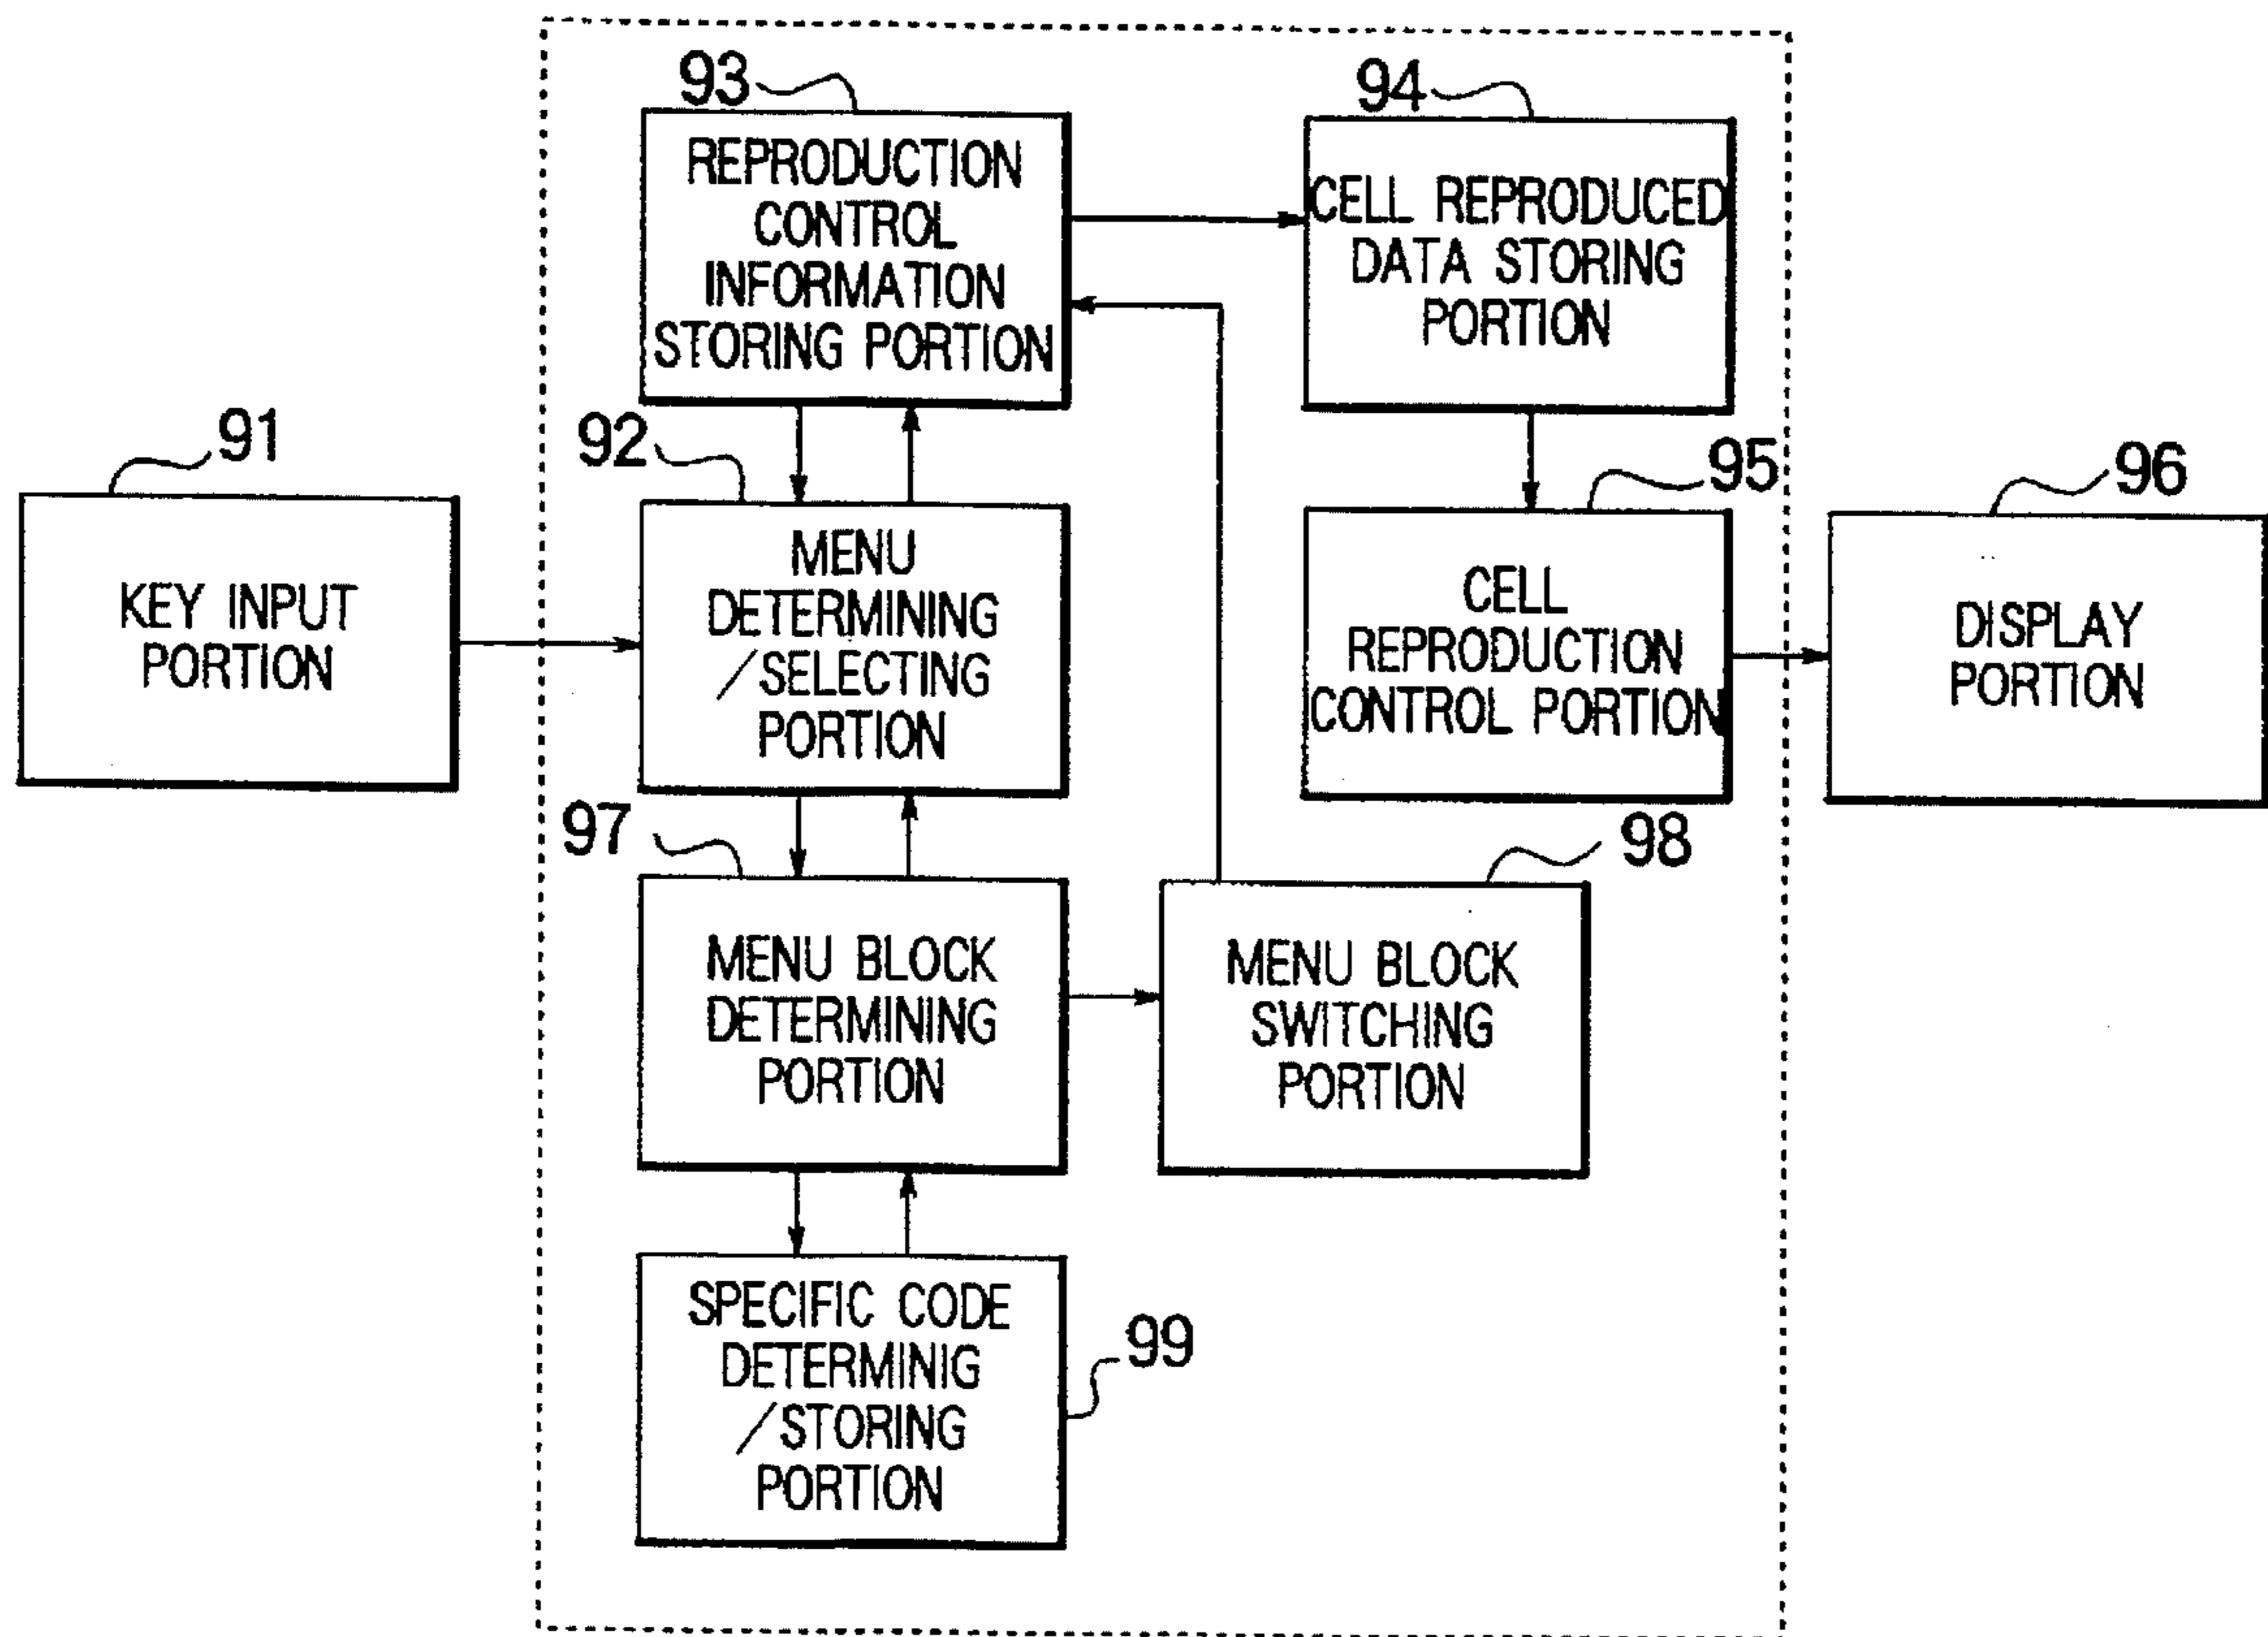 93
REPRODUCTION
CONTROL
INFORMATION
STORING PORTION
94
CELL REPRODUCED
DATA STORING
PORTION
91
KEY INPUT
PORTION
92
MENU
DETERMINING
/SELECTING
PORTION
95
CELL
REPRODUCTION
CONTROL PORTION
96
DISPLAY
PORTION
97
MENU BLOCK
DETERMINING
PORTION
98
MENU BLOCK
SWITCHING
PORTION
SPECIFIC CODE
DETERMINIG
/STORING
PORTION
99